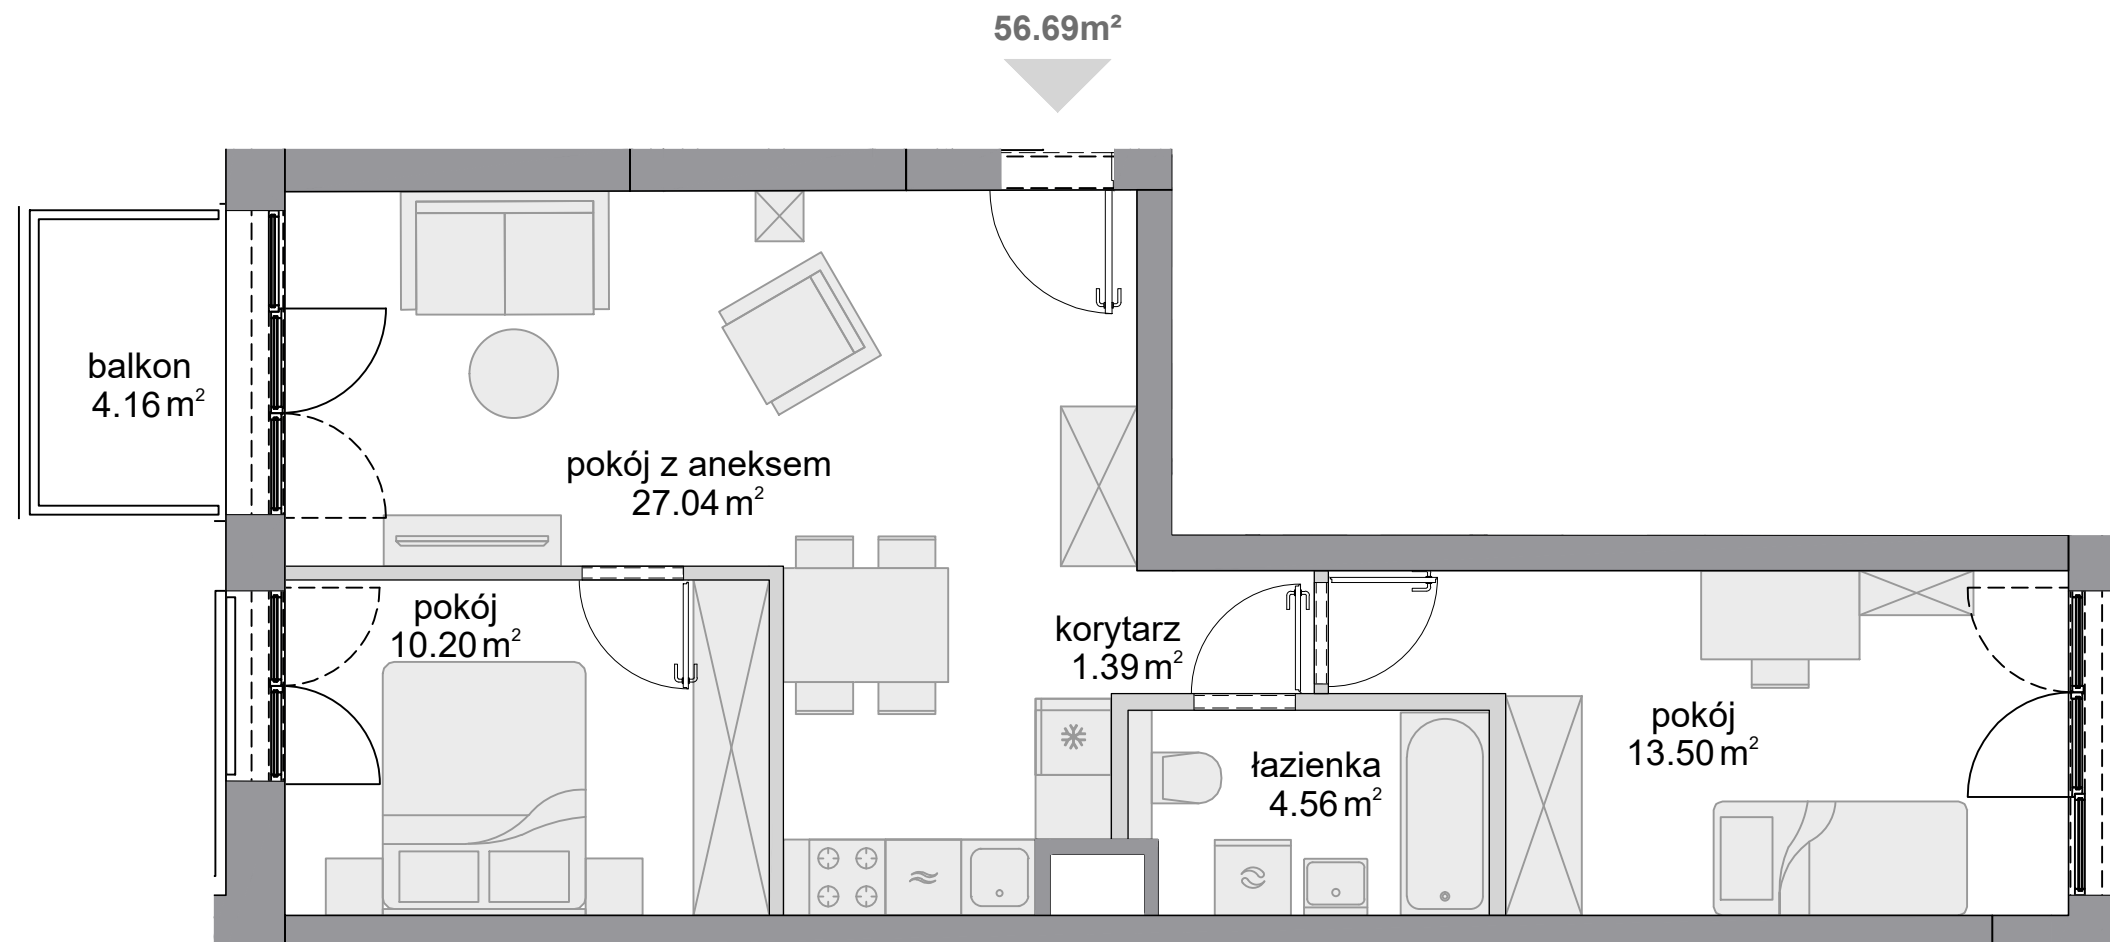 56.69m²
balkon
4.16 m²
pokój z aneksem
27.04 m²
pokój
10.20 m²
korytarz
1.39 m²
łazienka
4.56 m²
pokój
13.50 m²